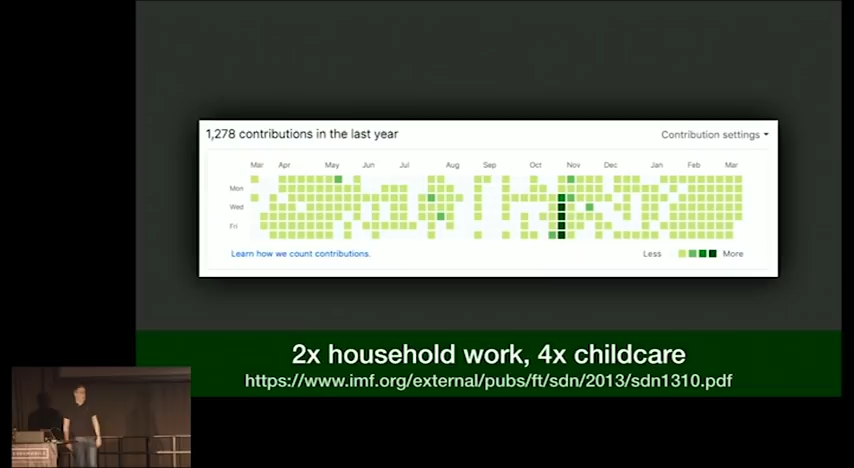 1,278 contributions in the last year
Contribution settings
Mar Apr May Jun Jul Aug Sep Oct Nov Dec Jan Feb Mar
Mon
Wed
Fri
Learn how we count contributions.
Less More
2x household work, 4x childcare
https://www.imf.org/external/pubs/ft/sdn/2013/sdn1310.pdf